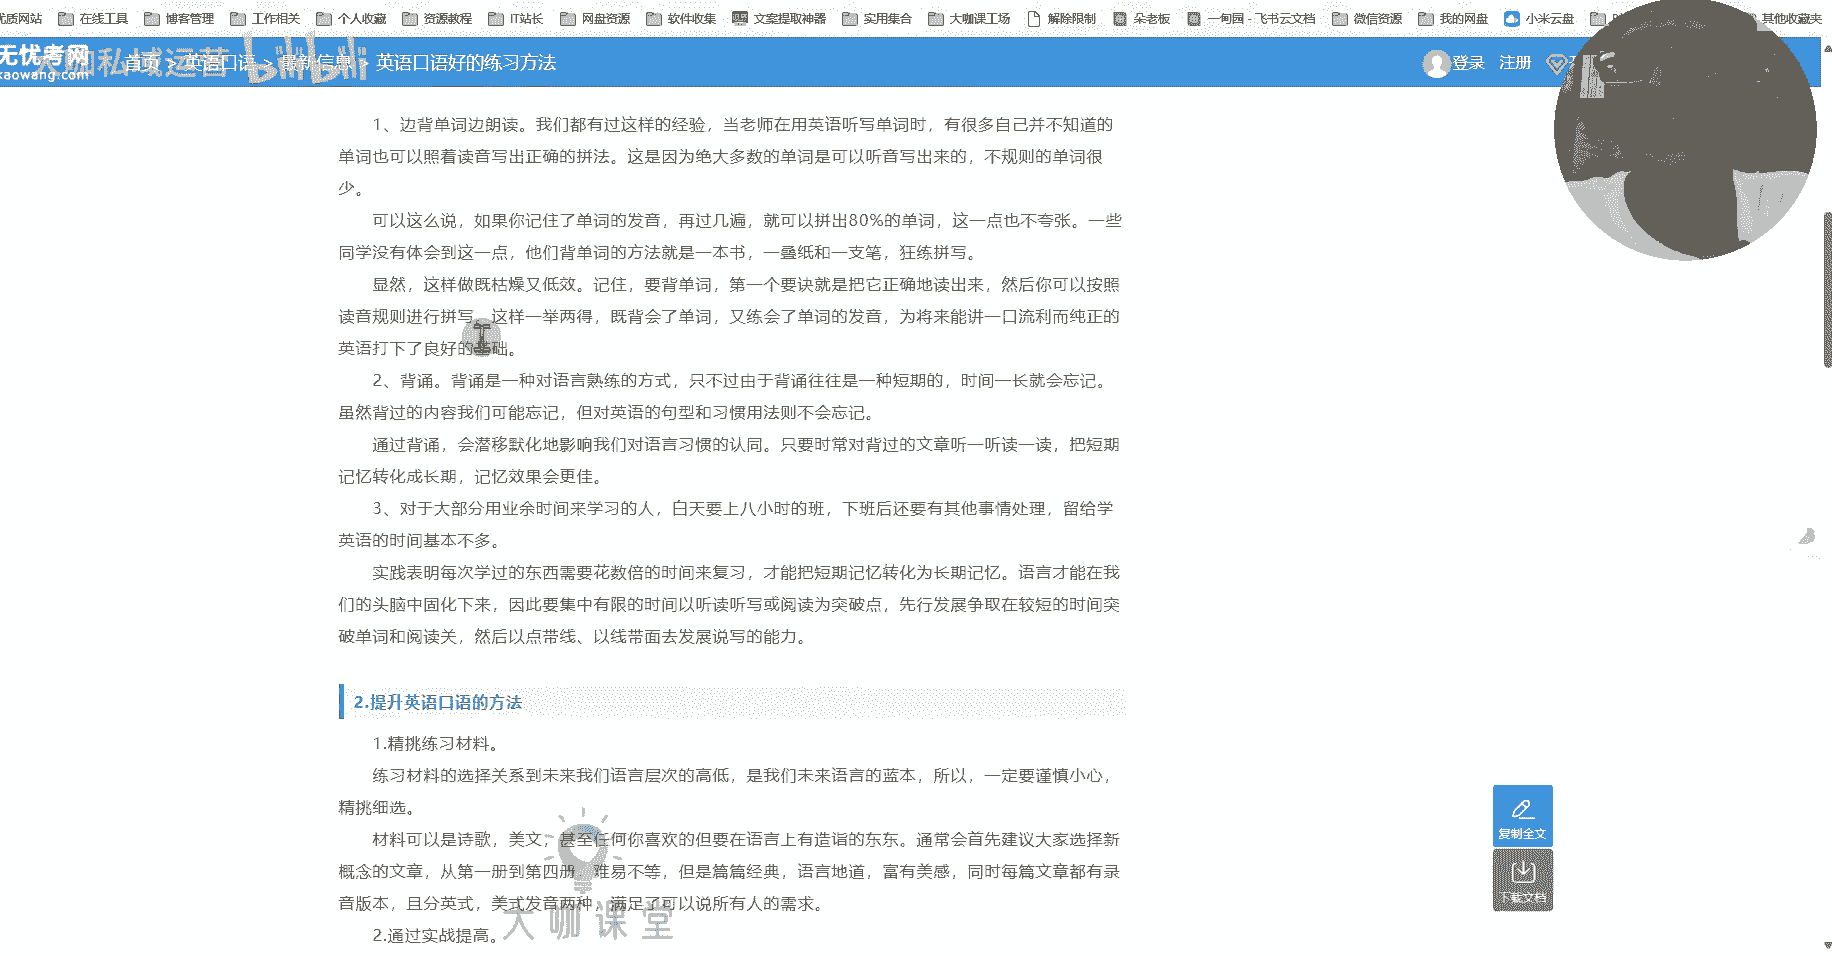 优质网站 在线工具 博客管理 工作相关 个人收藏 资源教程 IT站长 网盘资源 软件收集 文案提取神器 实用集合 大咖课工场 解除限制 朵老板 一甸园 - 飞书云文档 微信资源 我的网盘 小米云盘 其他收藏夹
无忧考网
kaowang.com
大咖私域运营 bilibili
首页 > 英语口语 > 最新信息 > 英语口语好的练习方法
登录 注册
1、边背单词边朗读。我们都有过这样的经验，当老师在用英语听写单词时，有很多自己并不知道的
单词也可以照着读音写出正确的拼法。这是因为绝大多数的单词是可以听音写出来的，不规则的单词很
少。
可以这么说，如果你记住了单词的发音，再过几遍，就可以拼出80%的单词，这一点也不夸张。一些
同学没有体会到这一点，他们背单词的方法就是一本书，一叠纸和一支笔，狂练拼写。
显然，这样做既枯燥又低效。记住，要背单词，第一个要诀就是把它正确地读出来，然后你可以按照
读音规则进行拼写。这样一举两得，既背会了单词，又练会了单词的发音，为将来能讲一口流利而纯正的
英语打下了良好的基础。
2、背诵。背诵是一种对语言熟练的方式，只不过由于背诵往往是一种短期的，时间一长就会忘记。
虽然背过的内容我们可能忘记，但对英语的句型和习惯用法则不会忘记。
通过背诵，会潜移默化地影响我们对语言习惯的认同。只要时常对背过的文章听一听读一读，把短期
记忆转化成长期，记忆效果会更佳。
3、对于大部分用业余时间来学习的人，白天要上八小时的班，下班后还要有其他事情处理，留给学
英语的时间基本不多。
实践表明每次学过的东西需要花数倍的时间来复习，才能把短期记忆转化为长期记忆。语言才能在我
们的头脑中固化下来，因此要集中有限的时间以听读听写或阅读为突破点，先行发展争取在较短的时间突
破单词和阅读关，然后以点带线、以线带面去发展说写的能力。
2.提升英语口语的方法
1.精挑练习材料。
练习材料的选择关系到未来我们语言层次的高低，是我们未来语言的蓝本，所以，一定要谨慎小心，
精挑细选。
材料可以是诗歌，美文，甚至任何你喜欢的但要在语言上有造诣的东东。通常会首先建议大家选择新
概念的文章，从第一册到第四册，难易不等，但是篇篇经典，语言地道，富有美感，同时每篇文章都有录
音版本，且分英式，美式发音两种，满足了可以说所有人的需求。
2.通过实战提高。
大咖课堂
复制全文
下载文档